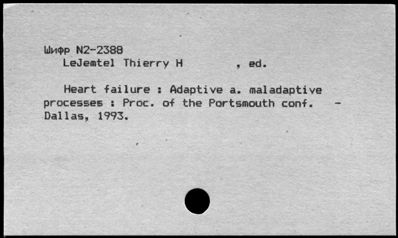 Шифр N2-2388
LeJemtel Thierry H , ed.
Heart failure : Adaptive a. maladaptive
processes : Proc. of the Portsmouth conf. -
Dallas, 1993.